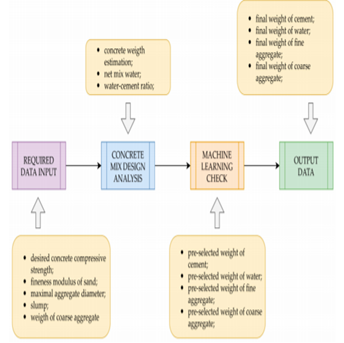 • final weight of cement;
• final weight of water;
• final weight of fine
aggregate;
• final weight of coarse
aggregate;
• concrete weigth
estimation;
• net mix water;
• water-cement ratio;
REQUIRED
DATA INPUT
CONCRETE
MIX DESIGN
ANALYSIS
MACHINE
LEARNING
CHECK
OUTPUT
DATA
• desired concrete compressive
strength;
• fineness modulus of sand;
• maximal aggregate diameter;
• slump;
• weigth of coarse aggregate
• pre-selected weight of
cement;
• pre-selected weight of water;
• pre-selected weight of fine
aggregate;
• pre-selected weight of coarse
aggregate;